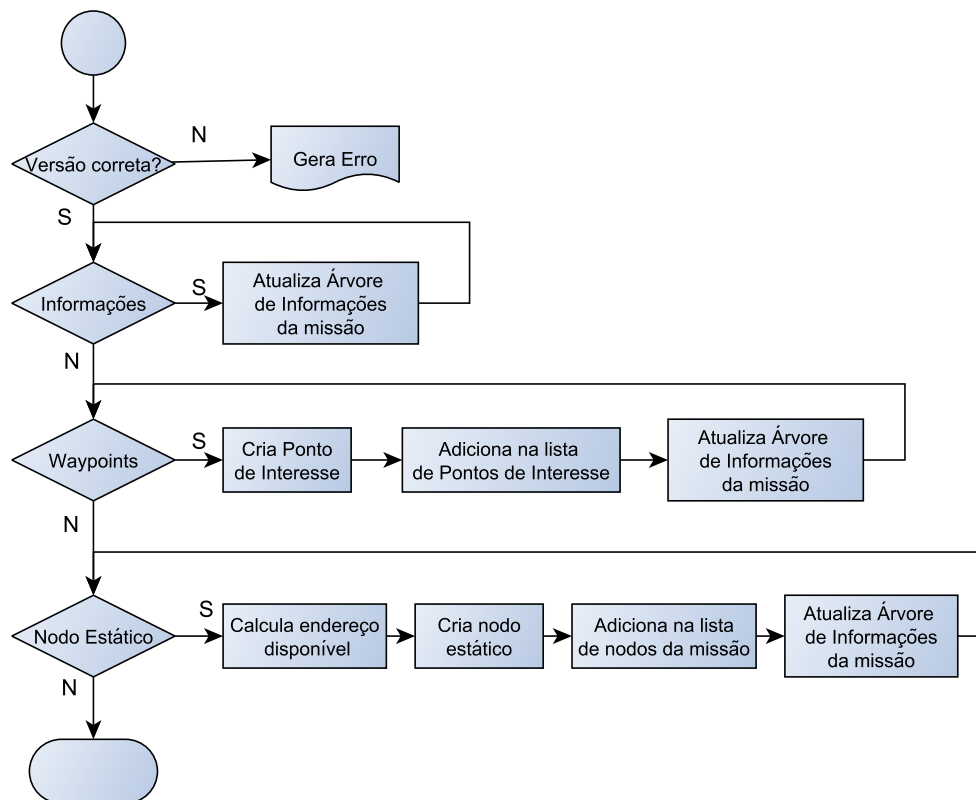 N
Versão correta?
Gera Erro
S
Informações
S
Atualiza Árvore
de Informações
da missão
N
Waypoints
S
Cria Ponto
de Interesse
Adiciona na lista
de Pontos de Interesse
Atualiza Árvore
de Informações
da missão
N
Nodo Estático
S
Calcula endereço
disponível
Cria nodo
estático
Adiciona na lista
de nodos da missão
Atualiza Árvore
de Informações
da missão
N